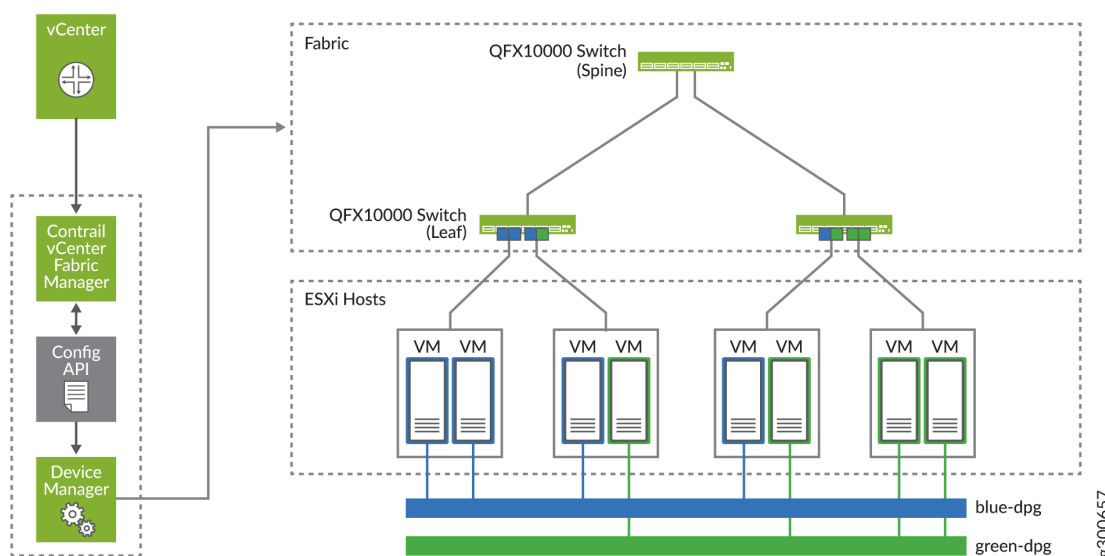 vCenter
Contrail
vCenter
Fabric
Manager
Config
API
Device
Manager
Fabric
QFX10000 Switch
(Spine)
QFX10000 Switch
(Leaf)
ESXi Hosts
VM VM
VM VM
VM VM
VM VM
blue-dpg
green-dpg
g300657